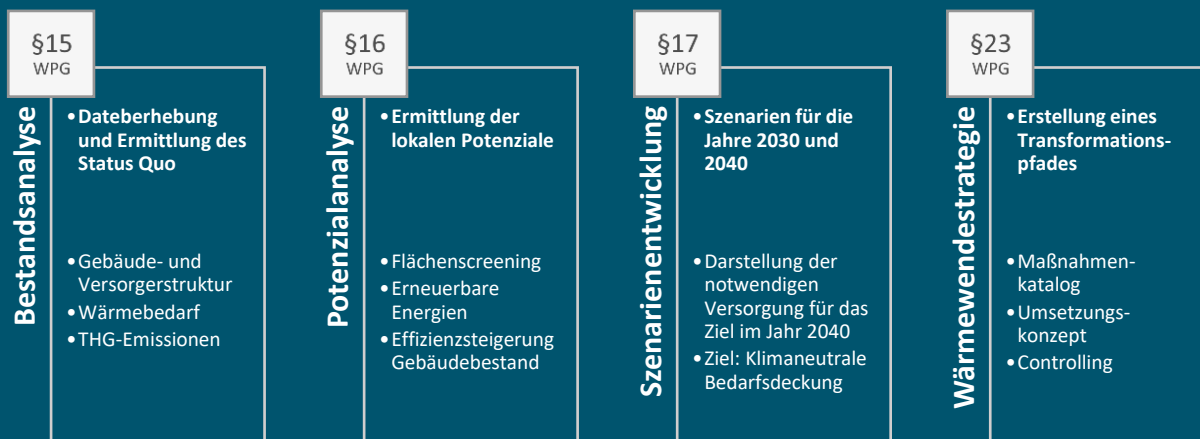 §15
WPG
Bestandsanalyse
•Dateberhebung
und Ermittlung des
Status Quo
•Gebäude- und
Versorgerstruktur
•Wärmebedarf
•THG-Emissionen
§16
WPG
Potenzialanalyse
•Ermittlung der
lokalen Potenziale
•Flächenscreening
•Erneuerbare
Energien
•Effizienzsteigerung
Gebäudebestand
§17
WPG
Szenarienentwicklung
•Szenarien für die
Jahre 2030 und
2040
•Darstellung der
notwendigen
Versorgung für das
Ziel im Jahr 2040
•Ziel: Klimaneutrale
Bedarfsdeckung
§23
WPG
Wärmewendestrategie
•Erstellung eines
Transformations-
pfades
•Maßnahmen-
katalog
•Umsetzungs-
konzept
•Controlling